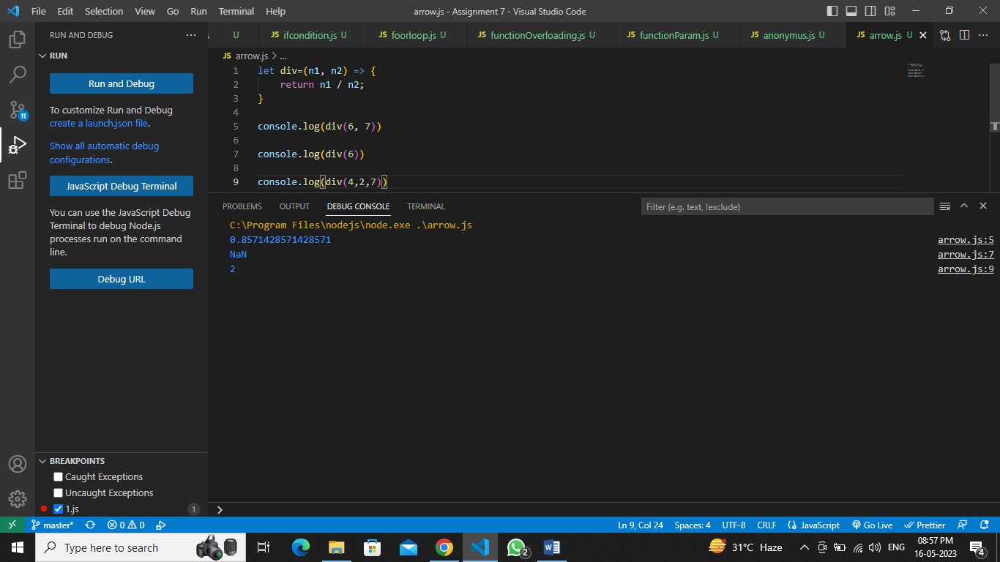 File Edit Selection View Go Run Terminal Help
arrow.js - Assignment 7 - Visual Studio Code
RUN AND DEBUG
s U JS ifcondition.js U JS foorloop.js U JS functionOverloading.js U JS functionParam.js U JS anonymus.js U JS arrow.js U
RUN
Run and Debug
To customize Run and Debug
create a launch.json file.
Show all automatic debug
configurations.
JavaScript Debug Terminal
You can use the JavaScript Debug
Terminal to debug Node.js
processes run on the command
line.
Debug URL
11
JS arrow.js > ...
1 let div=(n1, n2) => {
2 return n1 / n2;
3 }
4
5 console.log(div(6, 7))
6
7 console.log(div(6))
8
9 console.log(div(4,2,7))
PROBLEMS OUTPUT DEBUG CONSOLE TERMINAL
Filter (e.g. text, !exclude)
C:\Program Files\nodejs\node.exe .\arrow.js
0.8571428571428571 arrow.js:5
NaN arrow.js:7
2 arrow.js:9
BREAKPOINTS
Caught Exceptions
Uncaught Exceptions
1.js 1
master* 0 0
Ln 9, Col 24 Spaces: 4 UTF-8 CRLF JavaScript Go Live Prettier
Type here to search
2
31°C Haze
ENG
08:57 PM
16-05-2023
4